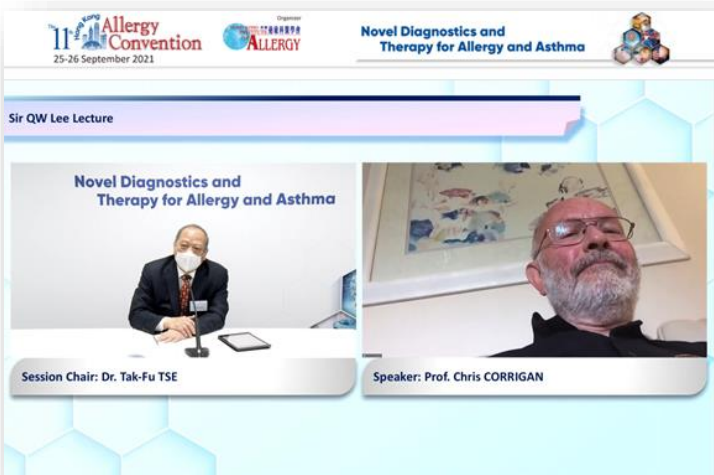 The 11th Hong Kong Allergy Convention
25-26 September 2021
Organizer
ALLERGY
Novel Diagnostics and
Therapy for Allergy and Asthma
Sir QW Lee Lecture
Novel Diagnostics and
Therapy for Allergy and Asthma
Session Chair: Dr. Tak-Fu TSE
Speaker: Prof. Chris CORRIGAN